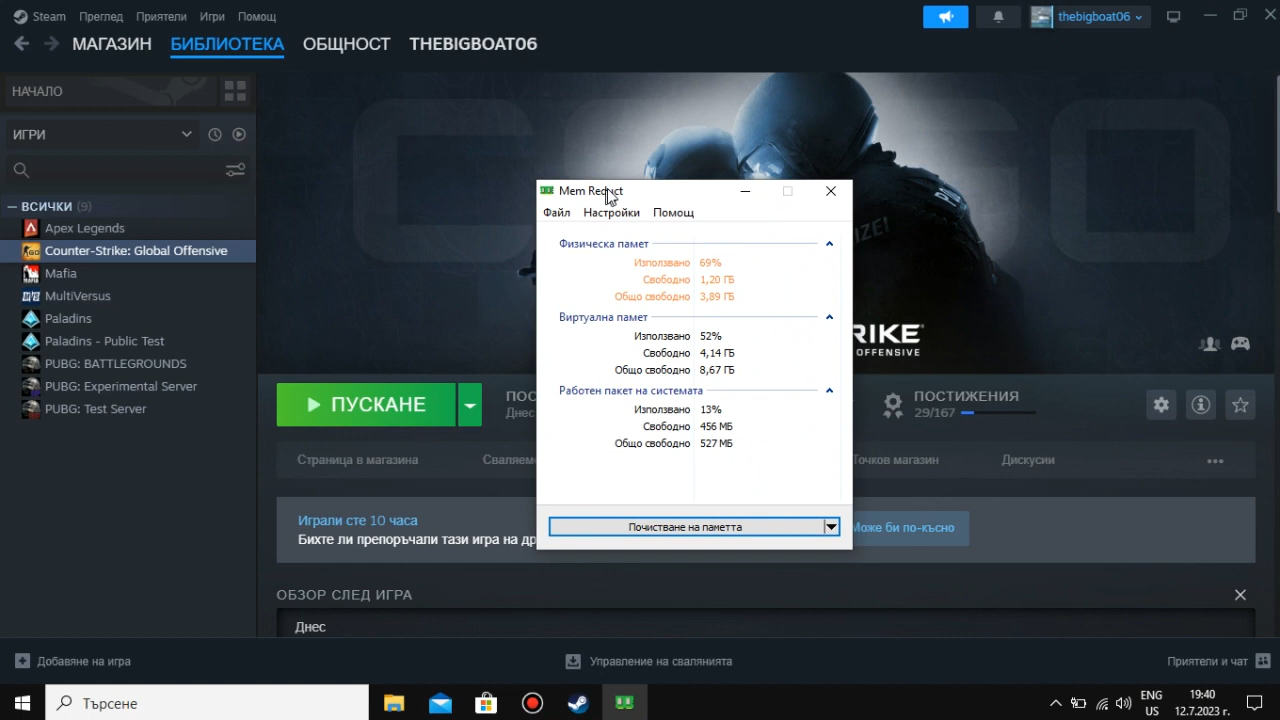 Steam Преглед Приятели Игри Помощ
thebigboat06
МАГАЗИН БИБЛИОТЕКА ОБЩНОСТ THEBIGBOAT06
НАЧАЛО
ИГРИ
ВСИЧКИ (9)
Apex Legends
Counter-Strike: Global Offensive
Mafia
MultiVersus
Paladins
Paladins - Public Test
PUBG: BATTLEGROUNDS
PUBG: Experimental Server
PUBG: Test Server
POLIZEI
RIKE
OFFENSIVE
ПУСКАНЕ
ПОС
Днес
ПОСТИЖЕНИЯ
29/167
Страница в магазина Сваляем Точков магазин Дискусии
Играли сте 10 часа
Бихте ли препоръчали тази игра на др
Може би по-късно
ОБЗОР СЛЕД ИГРА
Днес
Mem Reduct
Файл Настройки Помощ
Физическа памет
Използвано 69%
Свободно 1,20 ГБ
Общо свободно 3,89 ГБ
Виртуална памет
Използвано 52%
Свободно 4,14 ГБ
Общо свободно 8,67 ГБ
Работен пакет на системата
Използвано 13%
Свободно 456 МБ
Общо свободно 527 МБ
Почистване на паметта
Добавяне на игра Управление на свалянията Приятели и чат
Търсене
ENG
US
19:40
12.7.2023 г.